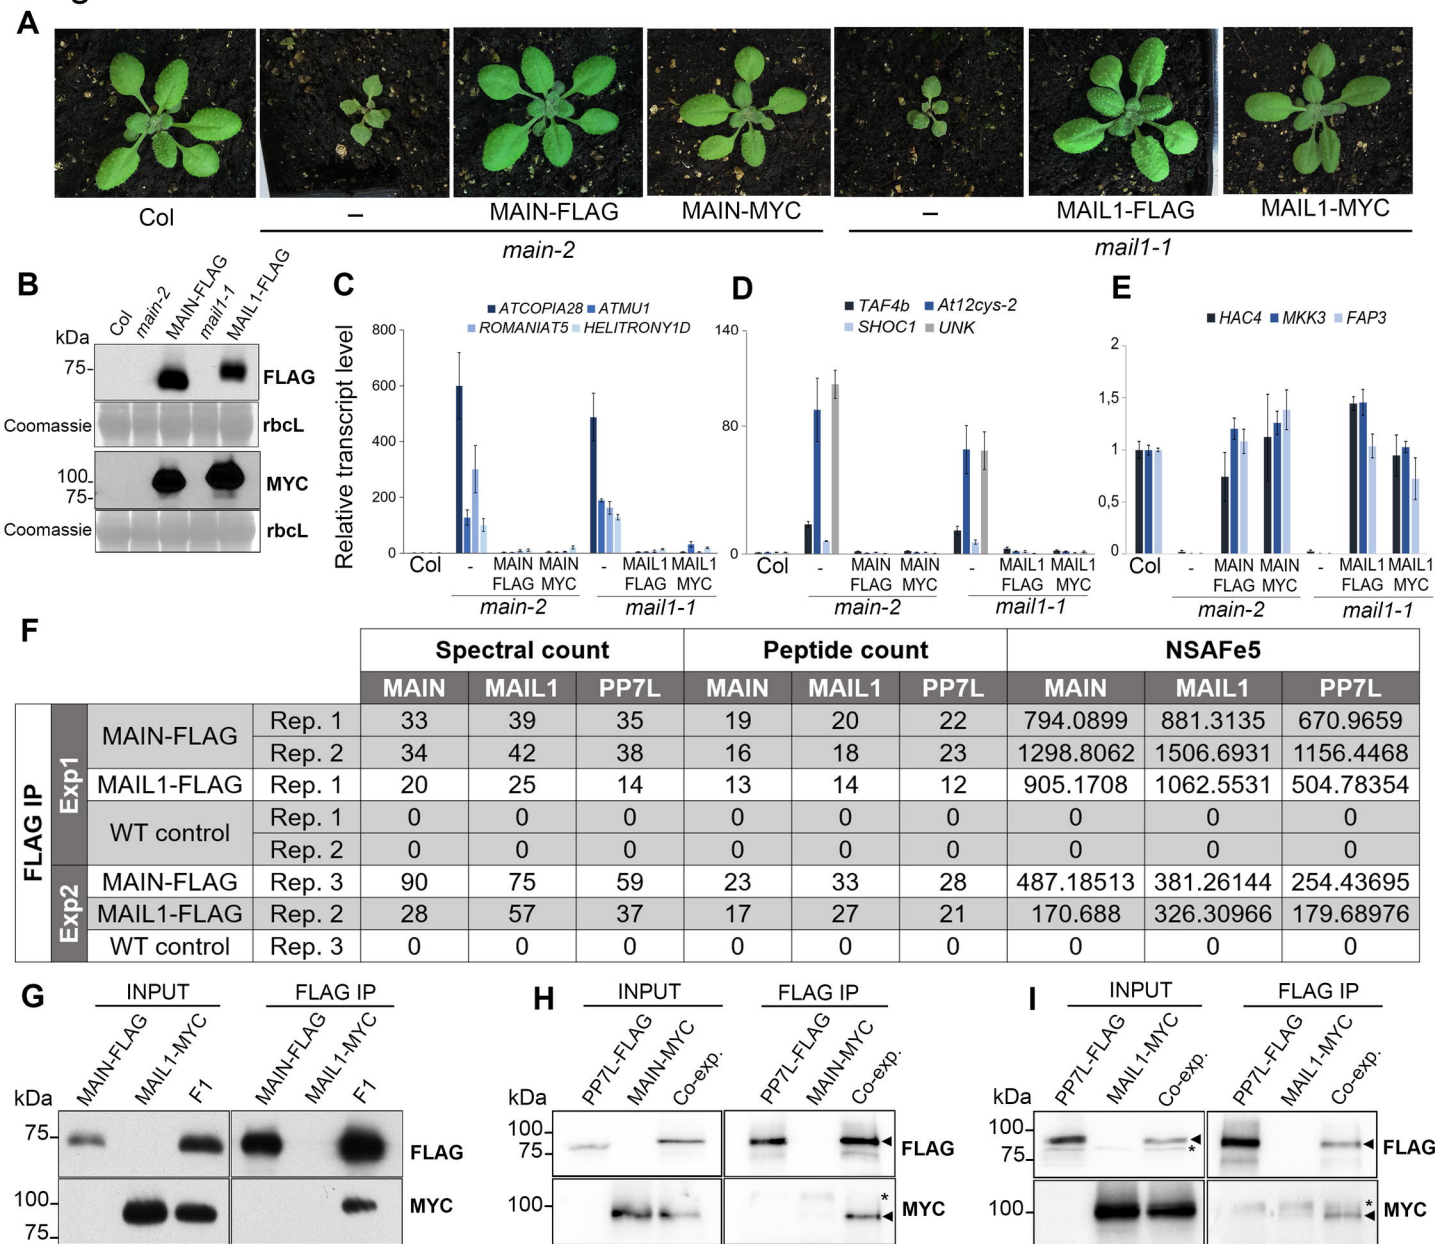 A
Col
–
MAIN-FLAG
MAIN-MYC
–
MAIL1-FLAG
MAIL1-MYC
main-2
mail1-1
B
Col
main-2
MAIN-FLAG
mail1-1
MAIL1-FLAG
kDa
75-
FLAG
Coomassie
rbcL
100-
75-
MYC
Coomassie
rbcL
C
Relative transcript level
ATCOPIA28 ATMU1
ROMANIAT5 HELITRONY1D
800
600
400
200
0
Col - MAIN FLAG MAIN MYC - MAIL1 FLAG MAIL1 MYC
main-2 mail1-1
D
TAF4b At12cys-2
SHOC1 UNK
140
80
0
Col - MAIN FLAG MAIN MYC - MAIL1 FLAG MAIL1 MYC
main-2 mail1-1
E
HAC4 MKK3 FAP3
2
1,5
1
0,5
0
Col - MAIN FLAG MAIN MYC - MAIL1 FLAG MAIL1 MYC
main-2 mail1-1
F
Spectral count Peptide count NSAFe5
MAIN MAIL1 PP7L MAIN MAIL1 PP7L MAIN MAIL1 PP7L
FLAG IP
Exp1
MAIN-FLAG
Rep. 1 33 39 35 19 20 22 794.0899 881.3135 670.9659
Rep. 2 34 42 38 16 18 23 1298.8062 1506.6931 1156.4468
MAIL1-FLAG Rep. 1 20 25 14 13 14 12 905.1708 1062.5531 504.78354
WT control
Rep. 1 0 0 0 0 0 0 0 0 0
Rep. 2 0 0 0 0 0 0 0 0 0
Exp2
MAIN-FLAG Rep. 3 90 75 59 23 33 28 487.18513 381.26144 254.43695
MAIL1-FLAG Rep. 2 28 57 37 17 27 21 170.688 326.30966 179.68976
WT control Rep. 3 0 0 0 0 0 0 0 0 0
G
INPUT FLAG IP
MAIN-FLAG
MAIL1-MYC
F1
MAIN-FLAG
MAIL1-MYC
F1
kDa
75-
FLAG
100-
75-
MYC
H
INPUT FLAG IP
PP7L-FLAG
MAIN-MYC
Co-exp.
PP7L-FLAG
MAIN-MYC
Co-exp.
kDa
100-
75-
FLAG
100-
*
MYC
I
INPUT FLAG IP
PP7L-FLAG
MAIL1-MYC
Co-exp.
PP7L-FLAG
MAIL1-MYC
Co-exp.
kDa
100-
75-
*
FLAG
100-
*
MYC